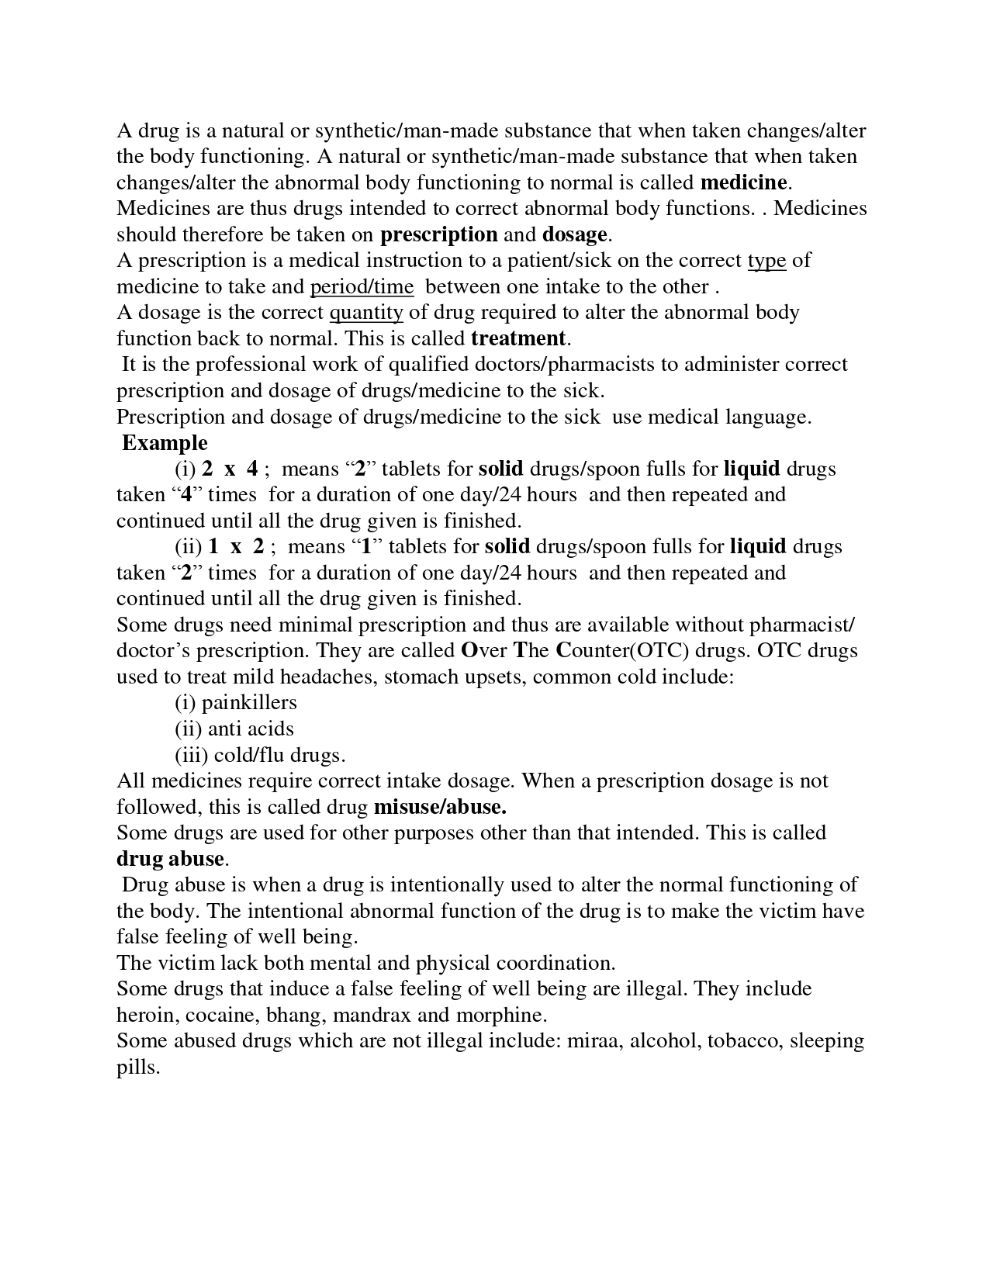 A drug is a natural or synthetic/man-made substance that when taken changes/alter
the body functioning. A natural or synthetic/man-made substance that when taken
changes/alter the abnormal body functioning to normal is called medicine.
Medicines are thus drugs intended to correct abnormal body functions. . Medicines
should therefore be taken on prescription and dosage.
A prescription is a medical instruction to a patient/sick on the correct type of
medicine to take and period/time  between one intake to the other .
A dosage is the correct quantity of drug required to alter the abnormal body
function back to normal. This is called treatment.
It is the professional work of qualified doctors/pharmacists to administer correct
prescription and dosage of drugs/medicine to the sick.
Prescription and dosage of drugs/medicine to the sick  use medical language.
Example
(i) 2  x  4 ;  means “2” tablets for solid drugs/spoon fulls for liquid drugs
taken “4” times  for a duration of one day/24 hours  and then repeated and
continued until all the drug given is finished.
(ii) 1  x  2 ;  means “1” tablets for solid drugs/spoon fulls for liquid drugs
taken “2” times  for a duration of one day/24 hours  and then repeated and
continued until all the drug given is finished.
Some drugs need minimal prescription and thus are available without pharmacist/
doctor’s prescription. They are called Over The Counter(OTC) drugs. OTC drugs
used to treat mild headaches, stomach upsets, common cold include:
(i) painkillers
(ii) anti acids
(iii) cold/flu drugs.
All medicines require correct intake dosage. When a prescription dosage is not
followed, this is called drug misuse/abuse.
Some drugs are used for other purposes other than that intended. This is called
drug abuse.
Drug abuse is when a drug is intentionally used to alter the normal functioning of
the body. The intentional abnormal function of the drug is to make the victim have
false feeling of well being.
The victim lack both mental and physical coordination.
Some drugs that induce a false feeling of well being are illegal. They include
heroin, cocaine, bhang, mandrax and morphine.
Some abused drugs which are not illegal include: miraa, alcohol, tobacco, sleeping
pills.